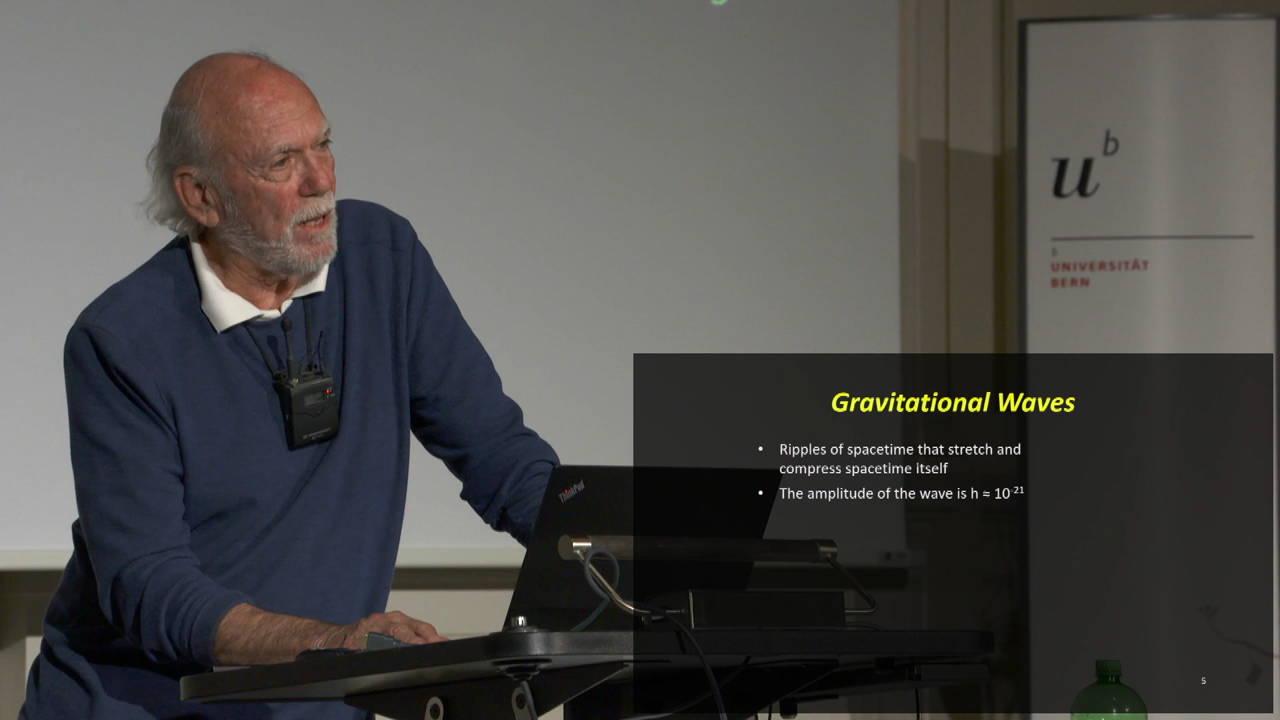 u b
b
UNIVERSITÄT
BERN
ThinkPad
Gravitational Waves
• Ripples of spacetime that stretch and
compress spacetime itself
• The amplitude of the wave is h ≈ 10-21
5